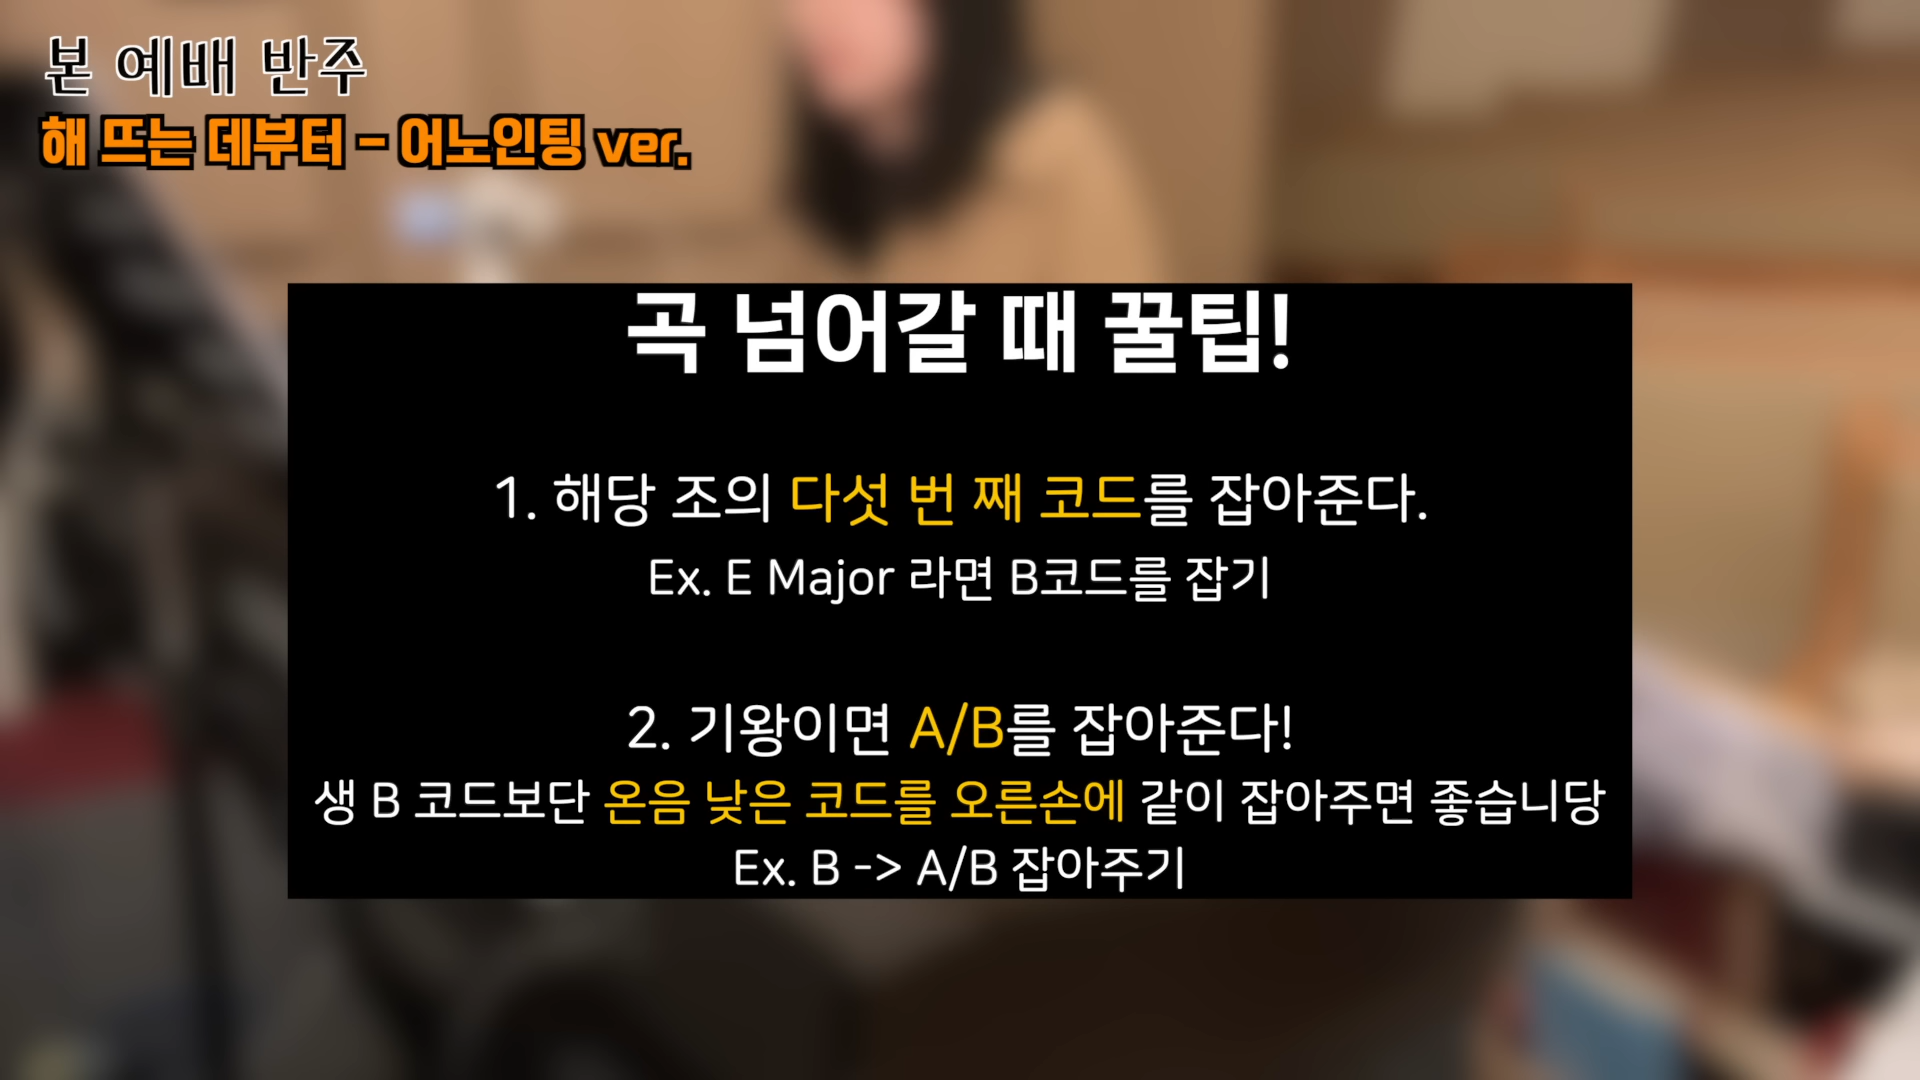 본 예배 반주
해 뜨는 데부터 - 어노인팅 ver.
곡 넘어갈 때 꿀팁!
1. 해당 조의 다섯 번 째 코드를 잡아준다.
Ex. E Major 라면 B코드를 잡기
2. 기왕이면 A/B를 잡아준다!
생 B 코드보단 온음 낮은 코드를 오른손에 같이 잡아주면 좋습니당
Ex. B -> A/B 잡아주기